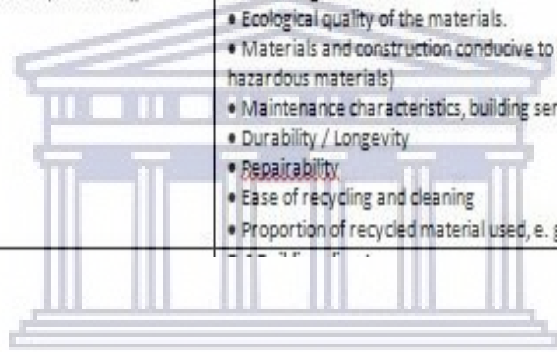 • Ecological quality of the materials.
• Materials and construction conducive to
hazardous materials)
• Maintenance characteristics, building ser
• Durability / Longevity
• Repairability
• Ease of recycling and cleaning
• Proportion of recycled material used, e. g